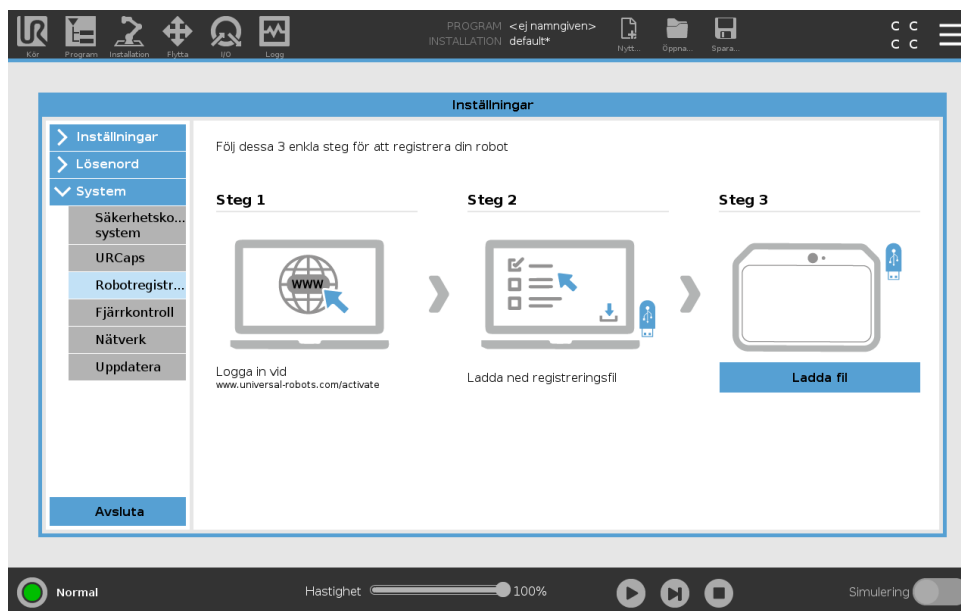 PROGRAM <ej namngiven>
INSTALLATION default*
C C
C C
Kör
Program
Installation
Flytta
I/O
Logg
Nytt...
Öppna...
Spara...
Inställningar
Inställningar
Lösenord
System
Säkerhetsko...
system
URCaps
Robotregistr...
Fjärrkontroll
Nätverk
Uppdatera
Avsluta
Följ dessa 3 enkla steg för att registrera din robot
Steg 1
Steg 2
Steg 3
www
Logga in vid
www.universal-robots.com/activate
Ladda ned registreringsfil
Ladda fil
Normal
Hastighet
100%
Simulering